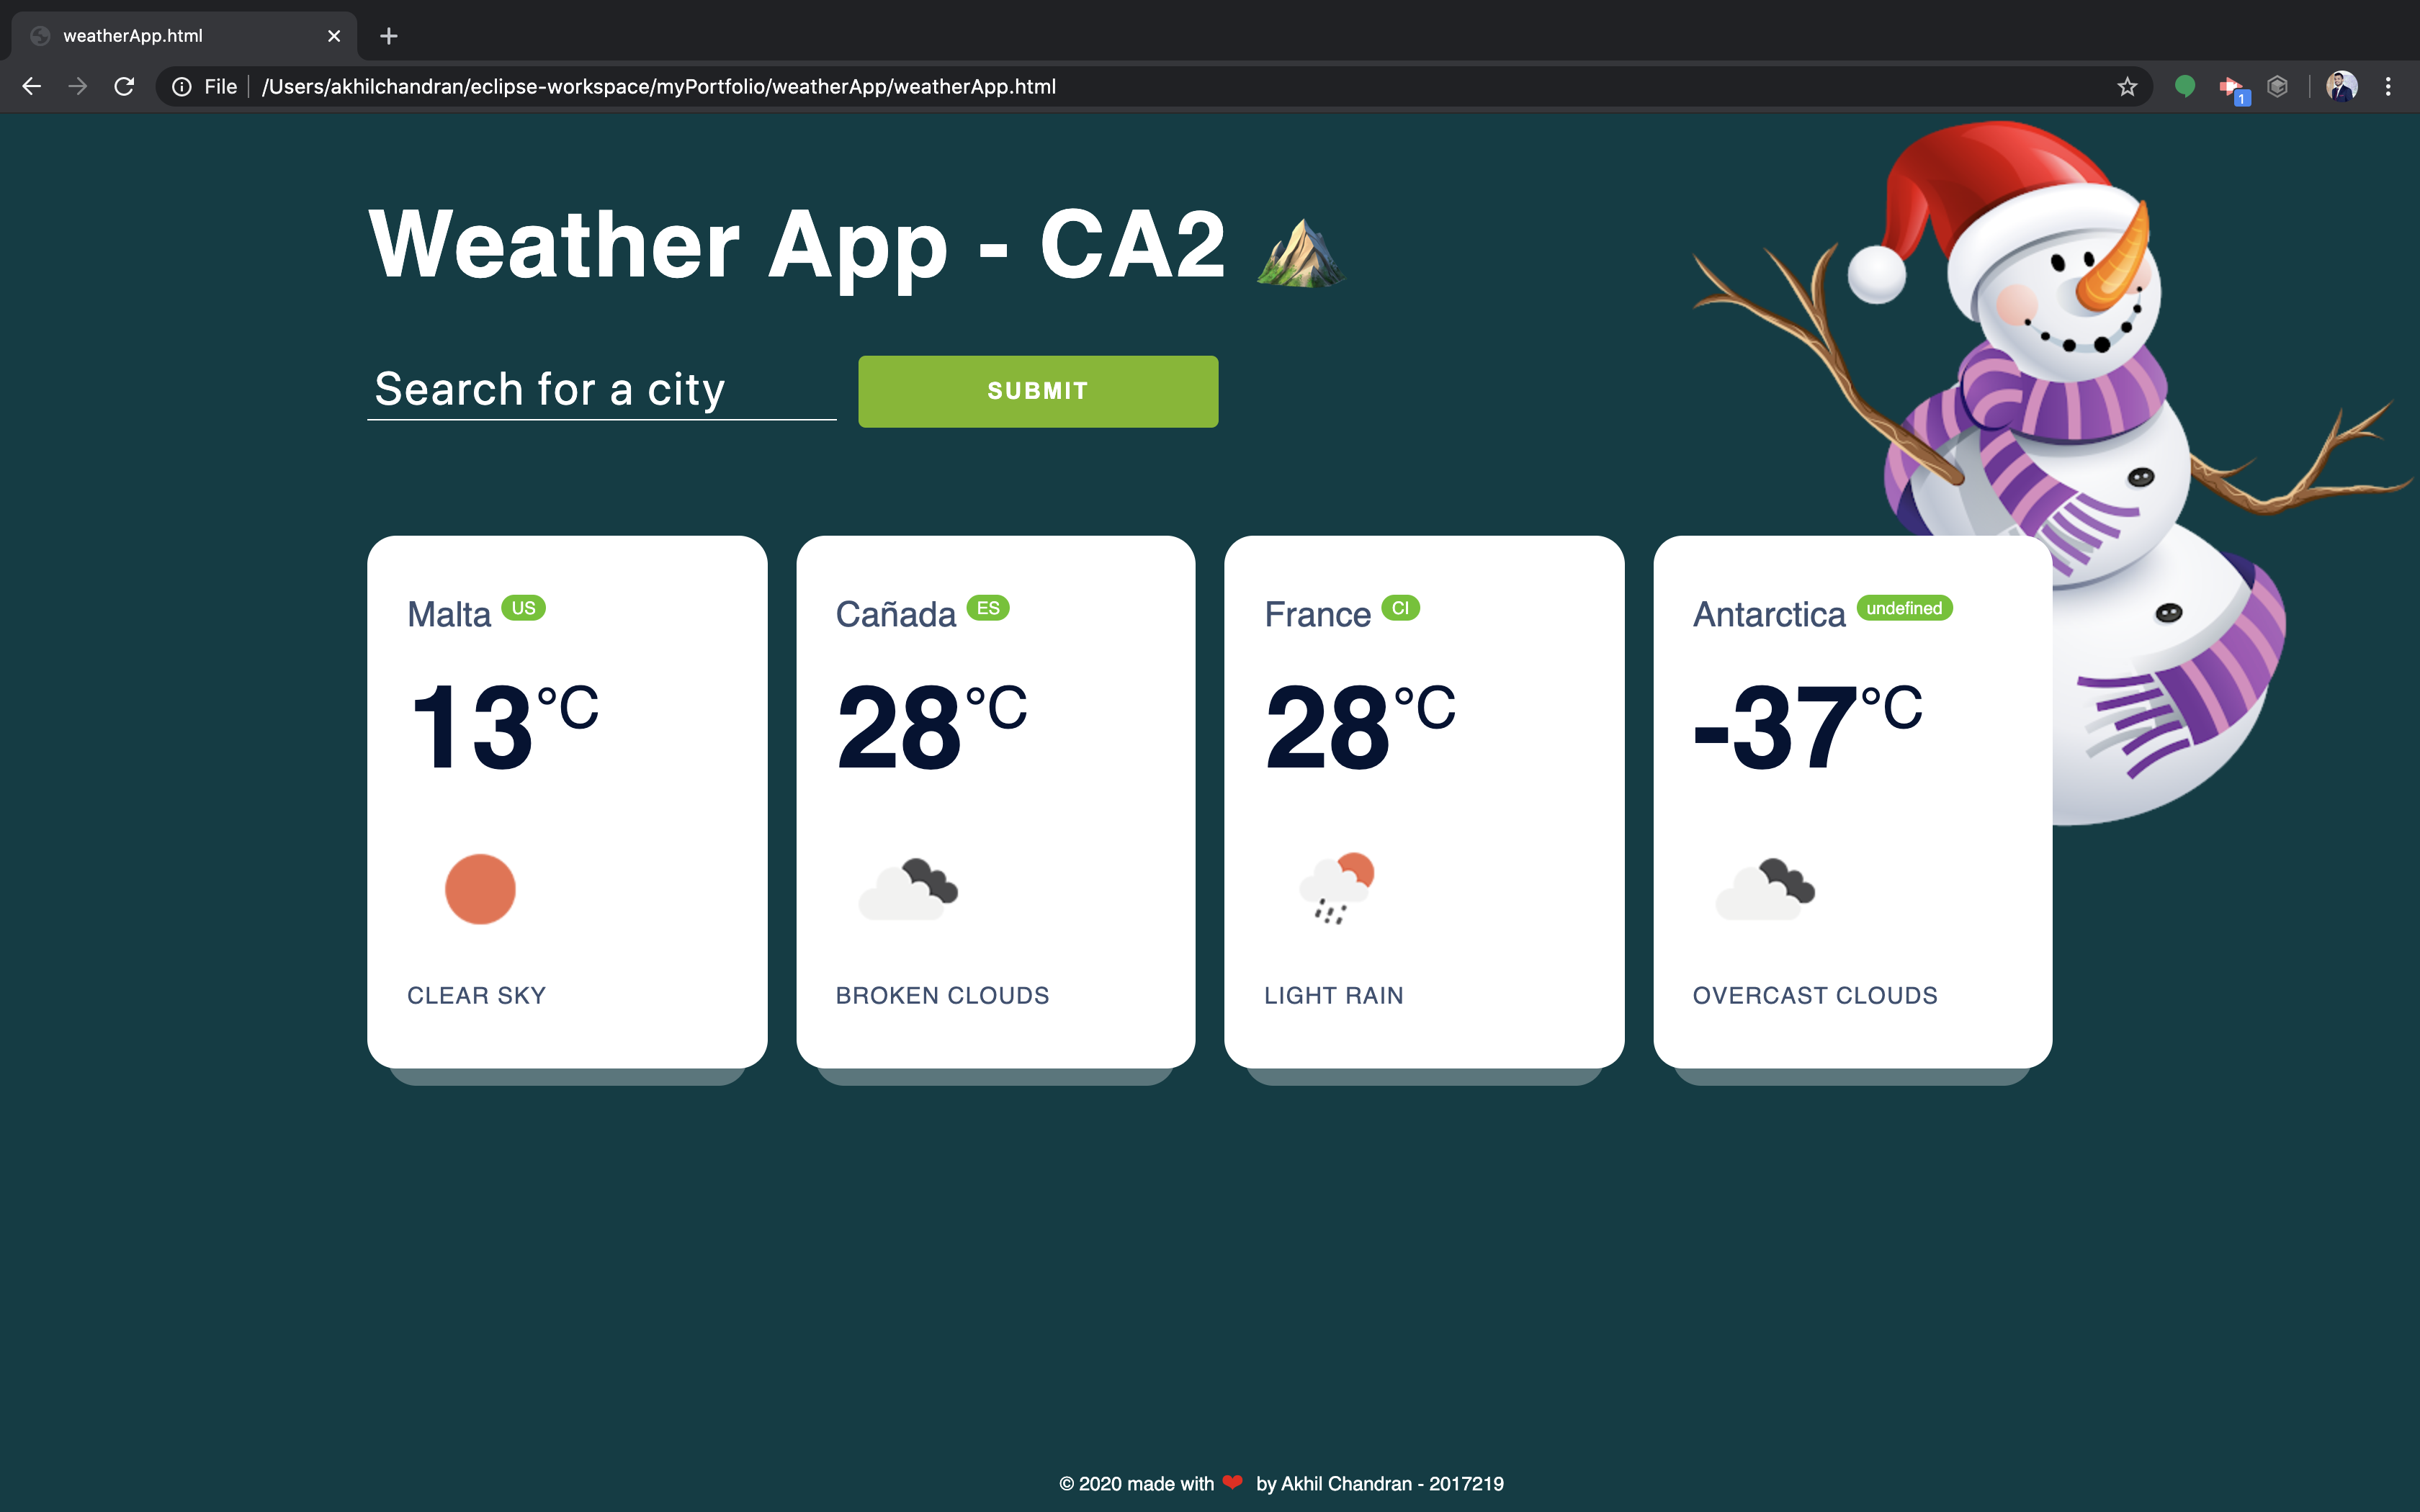 weatherApp.html
File /Users/akhilchandran/eclipse-workspace/myPortfolio/weatherApp/weatherApp.html
1
Weather App - CA2
Search for a city
SUBMIT
Malta US
13°C
CLEAR SKY
Cañada ES
28°C
BROKEN CLOUDS
France CI
28°C
LIGHT RAIN
Antarctica undefined
-37°C
OVERCAST CLOUDS
© 2020 made with ❤ by Akhil Chandran - 2017219